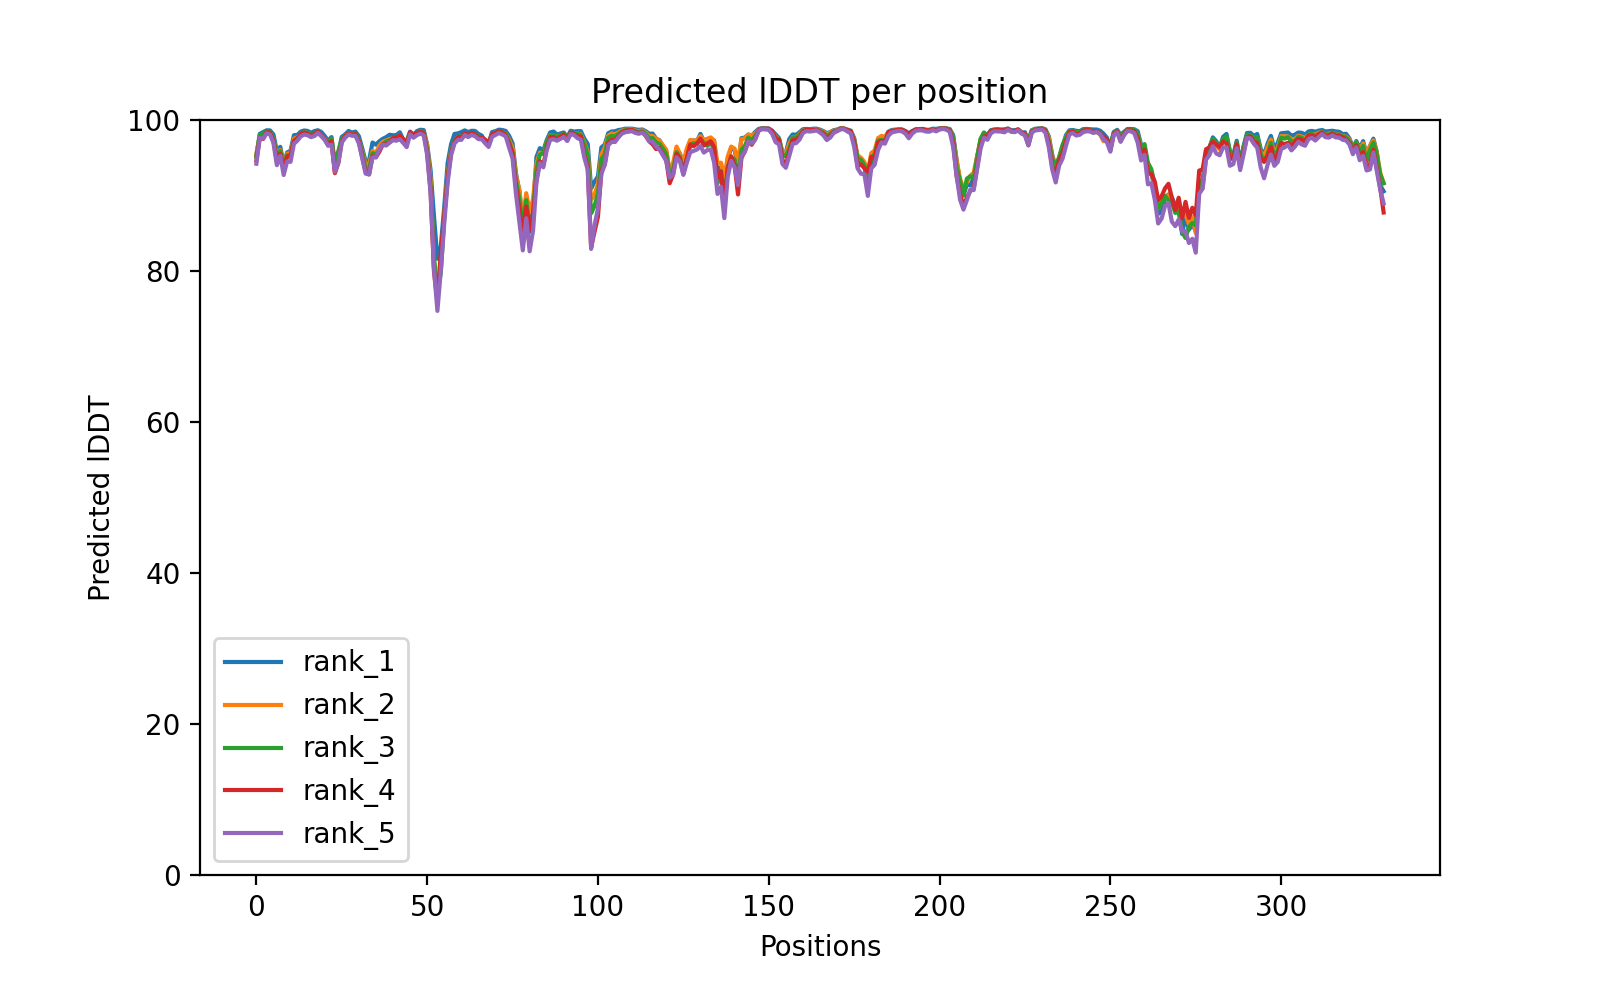 Predicted lDDT per position
100
80
60
40
20
0
Predicted lDDT
rank_1
rank_2
rank_3
rank_4
rank_5
0 50 100 150 200 250 300
Positions